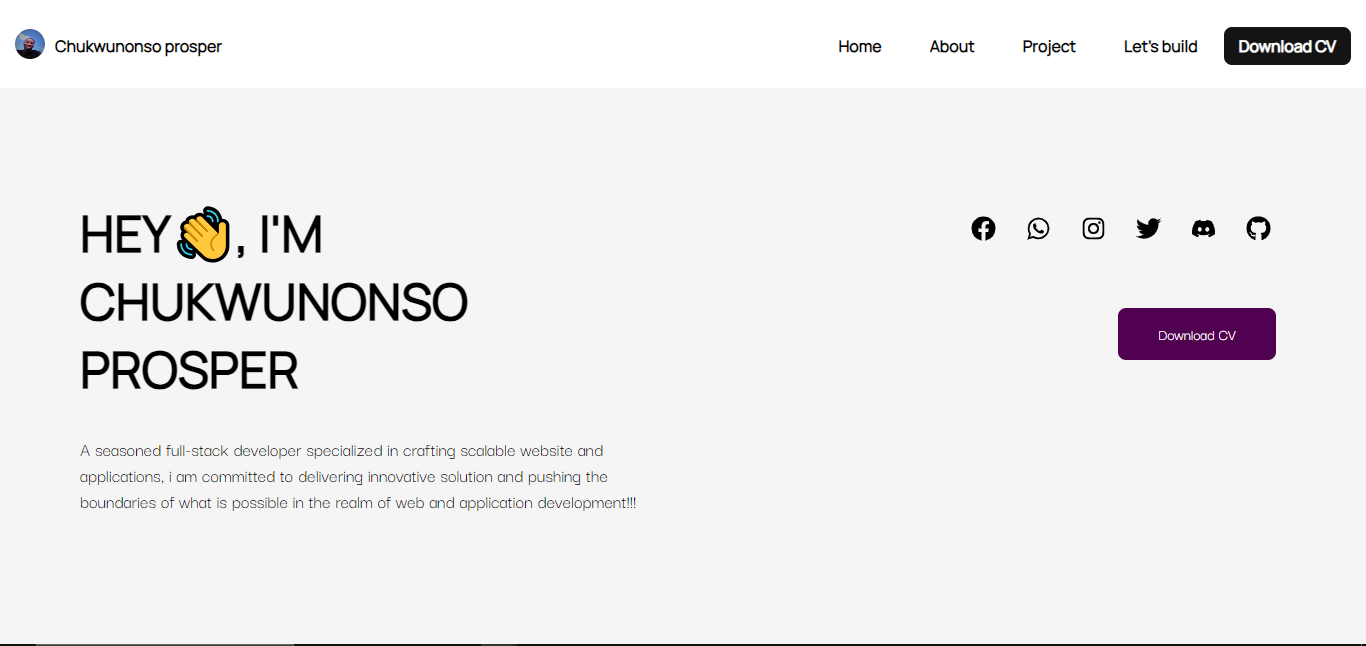 Chukwunonso prosper
Home
About
Project
Let's build
Download CV
HEY👋, I'M
CHUKWUNONSO
PROSPER
Download CV
A seasoned full-stack developer specialized in crafting scalable website and
applications, i am committed to delivering innovative solution and pushing the
boundaries of what is possible in the realm of web and application development!!!